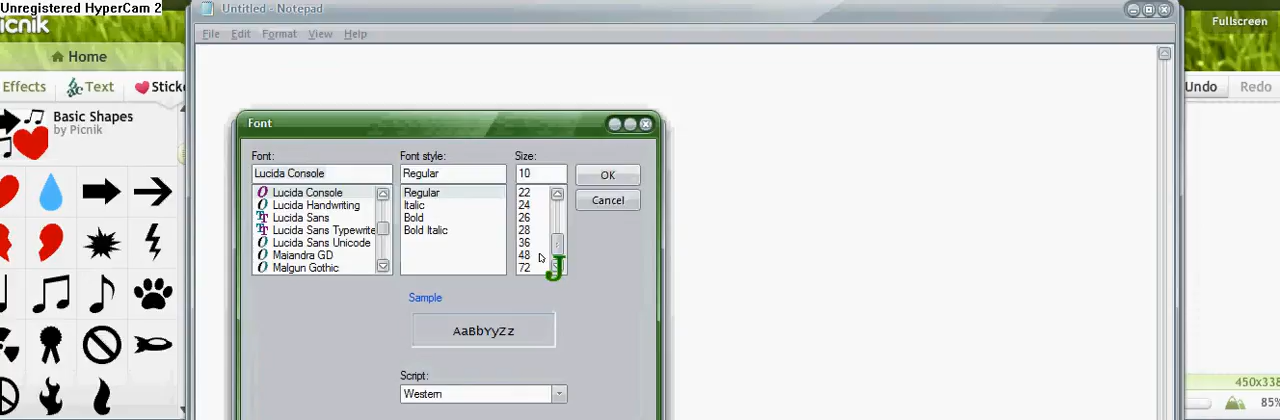 Unregistered HyperCam 2
Untitled - Notepad
Picnik
Fullscreen
File Edit Format View Help
Home
Effects Text Sticke
Undo Redo
Basic Shapes
by Picnik
Font
Font: Font style: Size:
Lucida Console Regular 10 OK
Lucida Console Regular 22 Cancel
Lucida Handwriting Italic 24
Lucida Sans Bold 26
Lucida Sans Typewrite Bold Italic 28
Lucida Sans Unicode 36
Maiandra GD 48
Malgun Gothic 72
J
Sample
AaBbYyZz
Script:
Western
450x338
85%